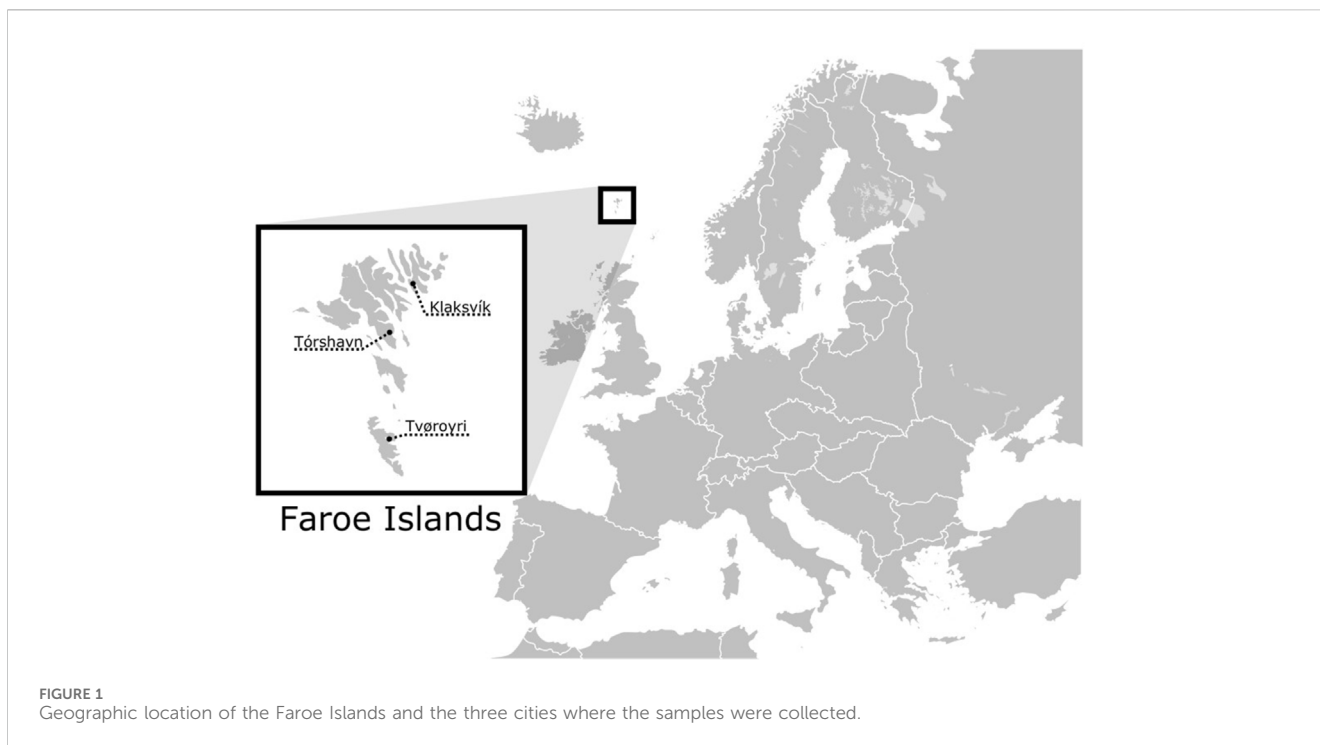 Klaksvík
Tórshavn
Tvøroyri
Faroe Islands
FIGURE 1
Geographic location of the Faroe Islands and the three cities where the samples were collected.